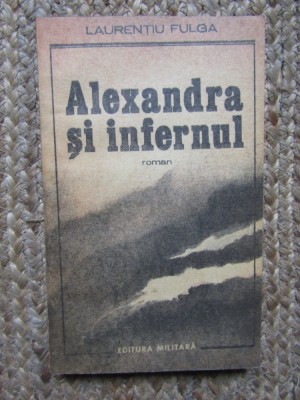 LAURENȚIU FULGA
Alexandra
și infernul
roman
EDITURA MILITARĂ